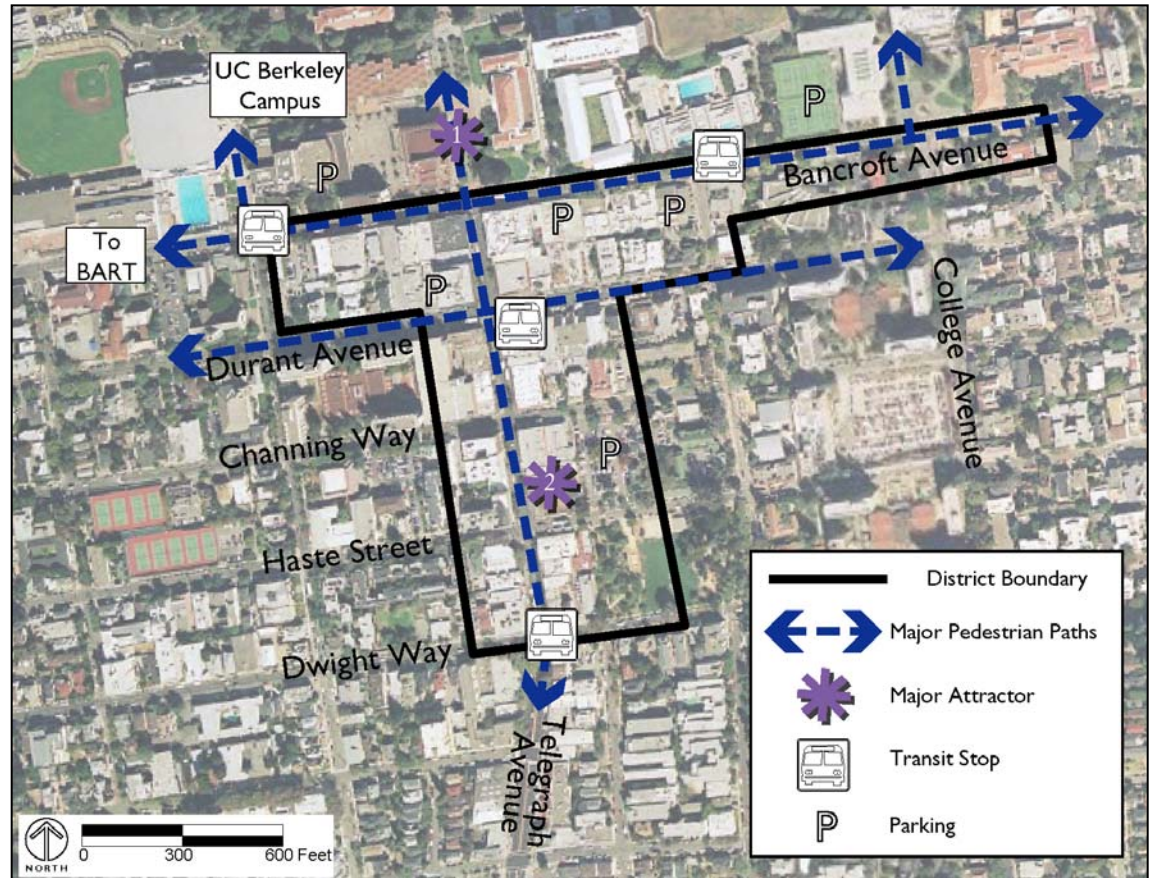 UC Berkeley
Campus
1
P
P
Bancroft Avenue
P
P
To
BART
P
Durant Avenue
College Avenue
Channing Way
P
2
Haste Street
Dwight Way
Telegraph
Avenue
District Boundary
Major Pedestrian Paths
Major Attractor
Transit Stop
P
Parking
NORTH
0 300 600 Feet